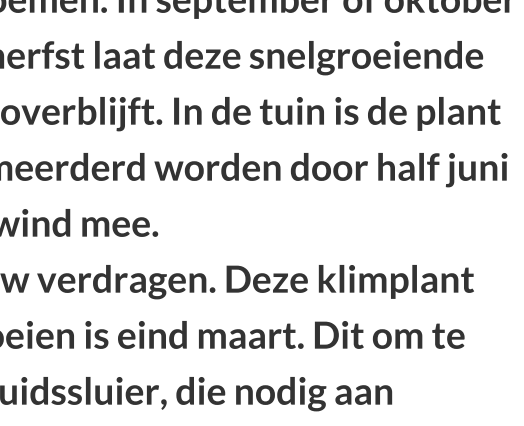 oemen. In september of oktober
herfst laat deze snelgroeiende
overblijft. In de tuin is de plant
meerderd worden door half juni
wind mee.
w verdragen. Deze klimplant
oeien is eind maart. Dit om te
uidssluier, die nodig aan